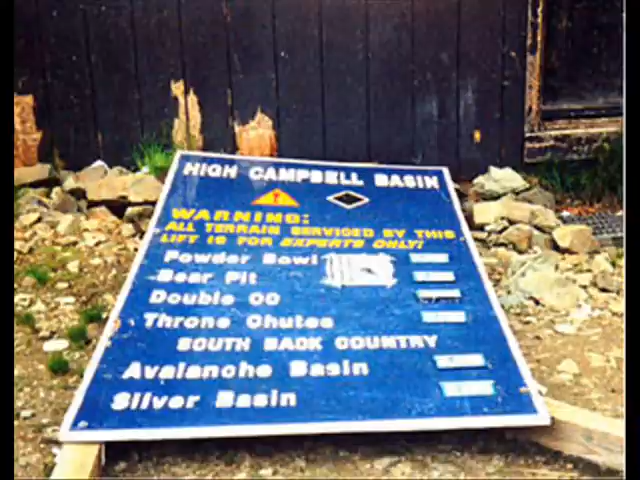 HIGH CAMPBELL BASIN
WARNING:
ALL TERRAIN SERVICED BY THIS
LIFT IS FOR EXPERTS ONLY!
Powder Bowl
Bear Pit
Double OO
Throne Chutes
SOUTH BACK COUNTRY
Avalanche Basin
Silver Basin